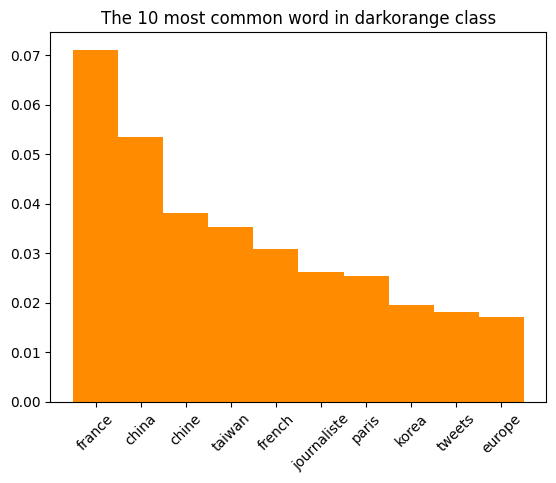 The 10 most common word in darkorange class
0.07
0.06
0.05
0.04
0.03
0.02
0.01
0.00
france
china
chine
taiwan
french
journaliste
paris
korea
tweets
europe